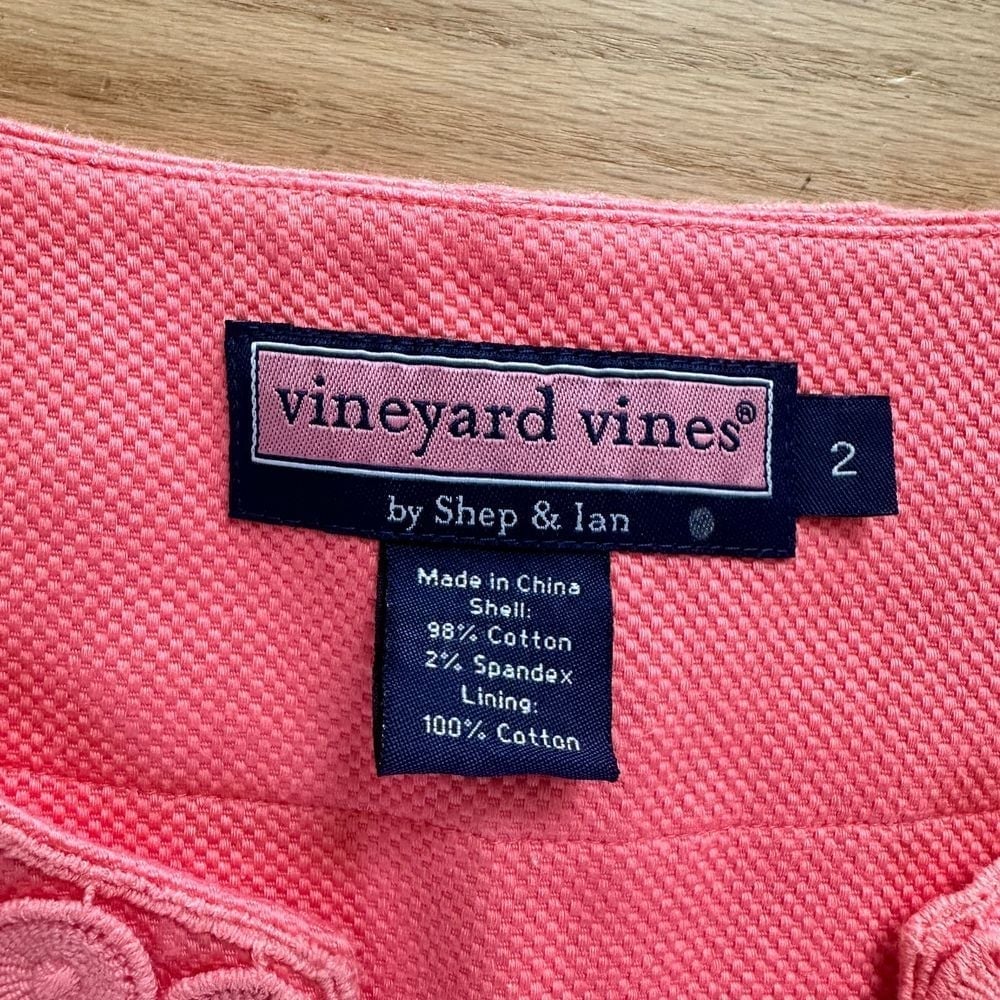 vineyard vines®
2
by Shep & Ian
Made in China
Shell:
98% Cotton
2% Spandex
Lining:
100% Cotton